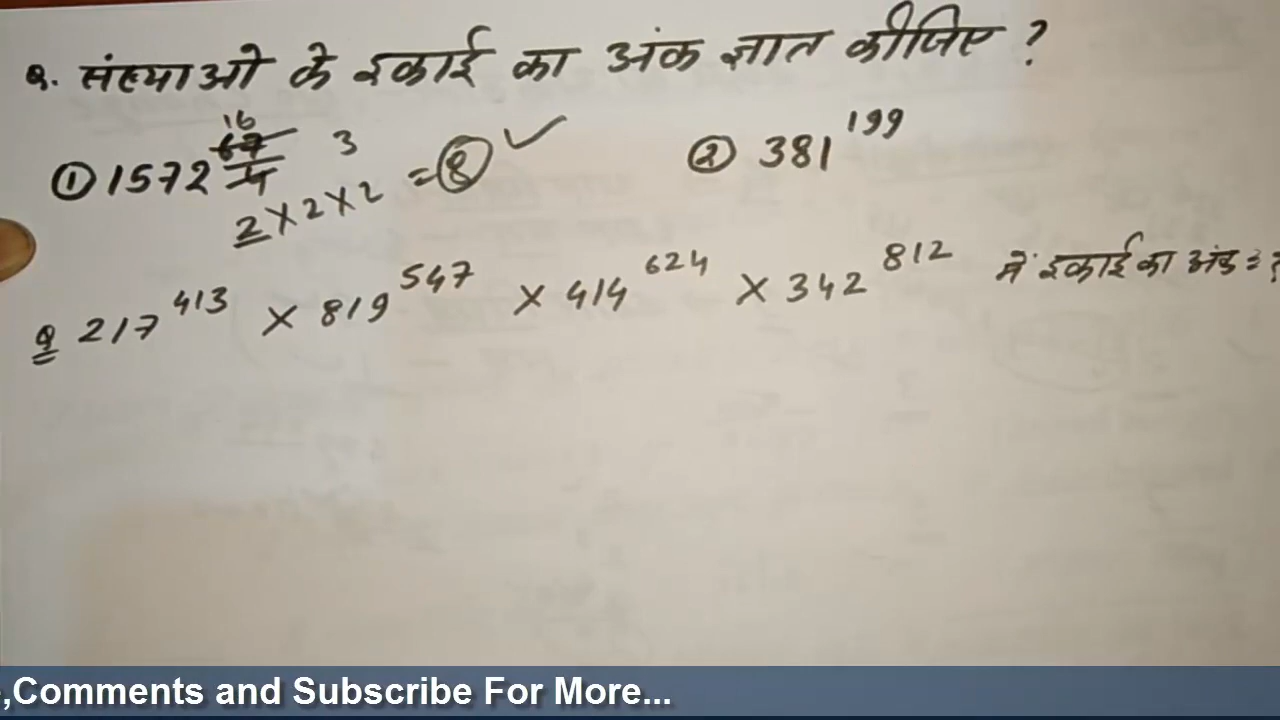 Q. संख्याओ के इकाई का अंक ज्ञात कीजिए ?
① 1572 67/4 16 3
2×2×2 = 8 ✓
② 381^199
Q 217^413 × 819^547 × 414^624 × 342^812 में इकाई का अंक = ?
,Comments and Subscribe For More...